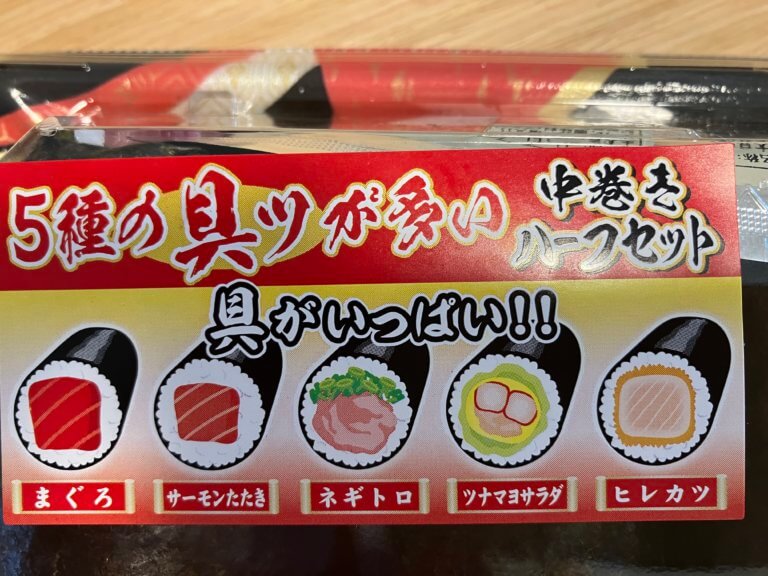 5種の具ツが多い
中巻き
ハーフセット
具がいっぱい!!
まぐろ
サーモンたたき
ネギトロ
ツナマヨサラダ
ヒレカツ